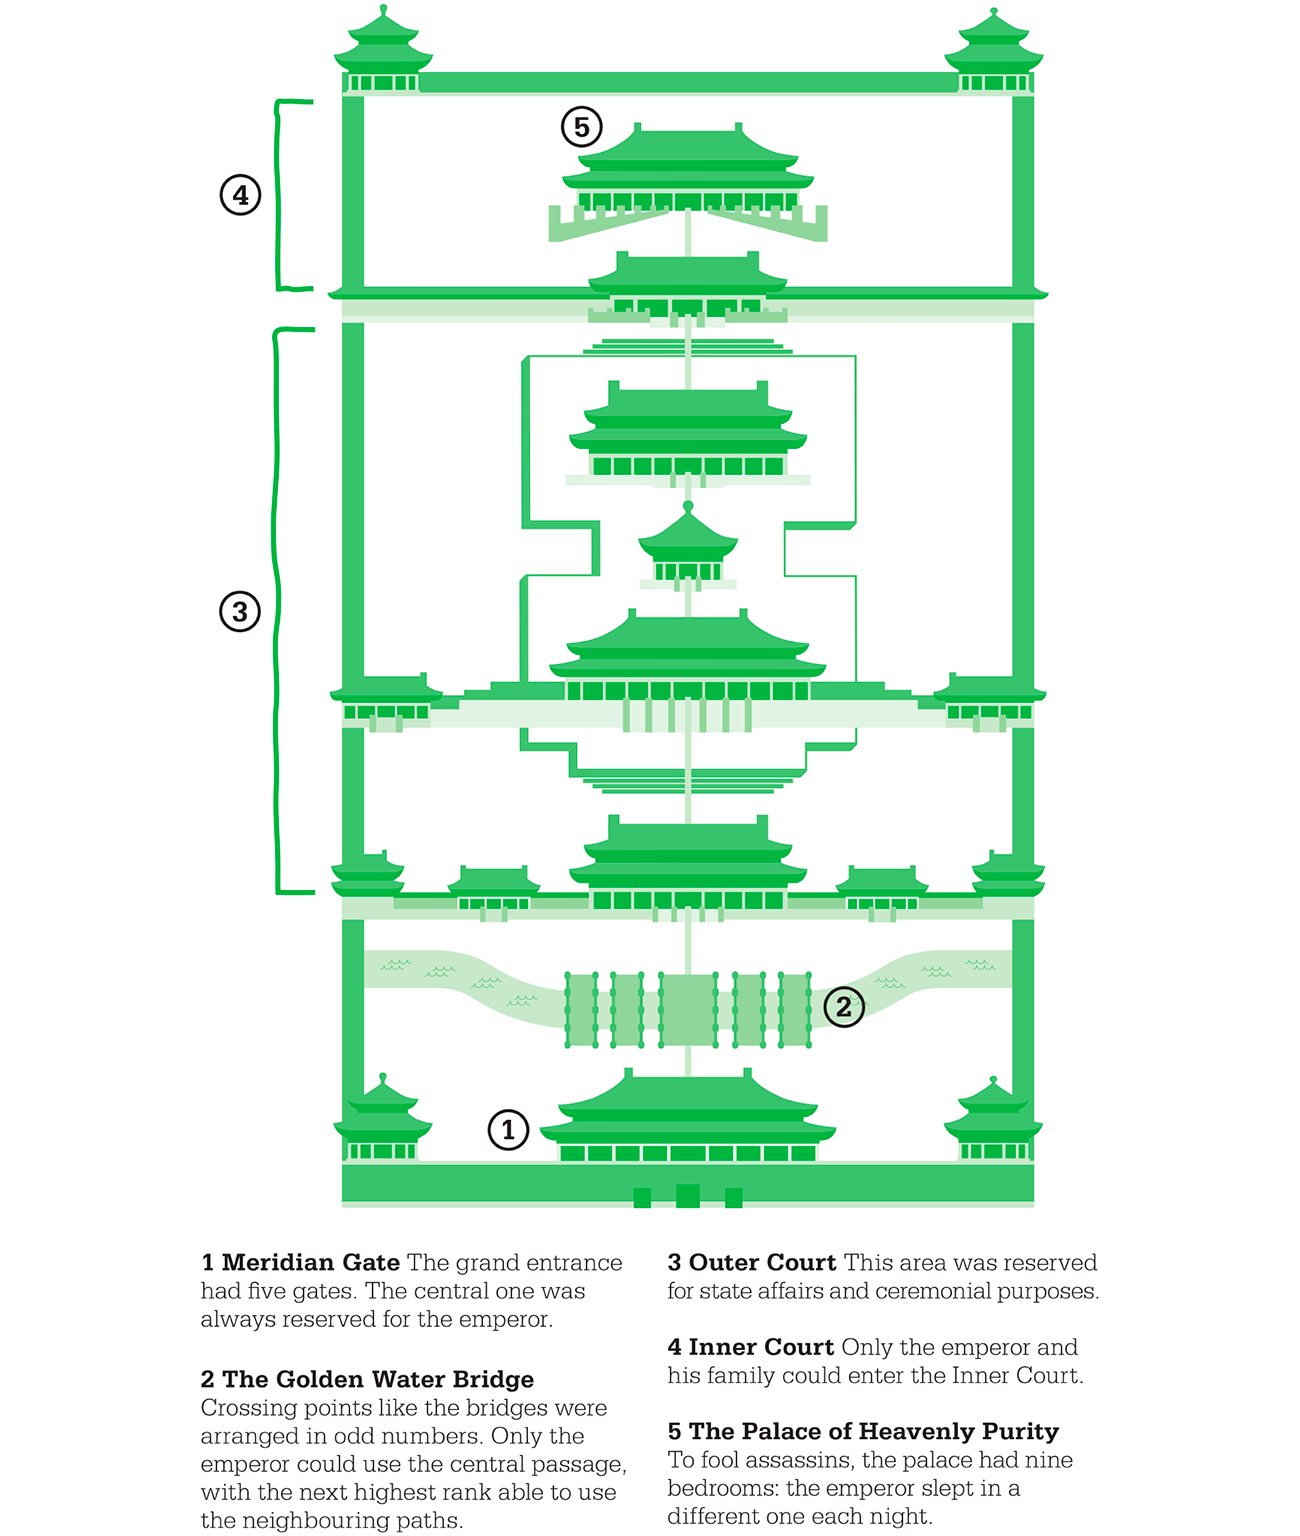 5
4
3
2
1
1 Meridian Gate The grand entrance
had five gates. The central one was
always reserved for the emperor.
2 The Golden Water Bridge
Crossing points like the bridges were
arranged in odd numbers. Only the
emperor could use the central passage,
with the next highest rank able to use
the neighbouring paths.
3 Outer Court This area was reserved
for state affairs and ceremonial purposes.
4 Inner Court Only the emperor and
his family could enter the Inner Court.
5 The Palace of Heavenly Purity
To fool assassins, the palace had nine
bedrooms: the emperor slept in a
different one each night.